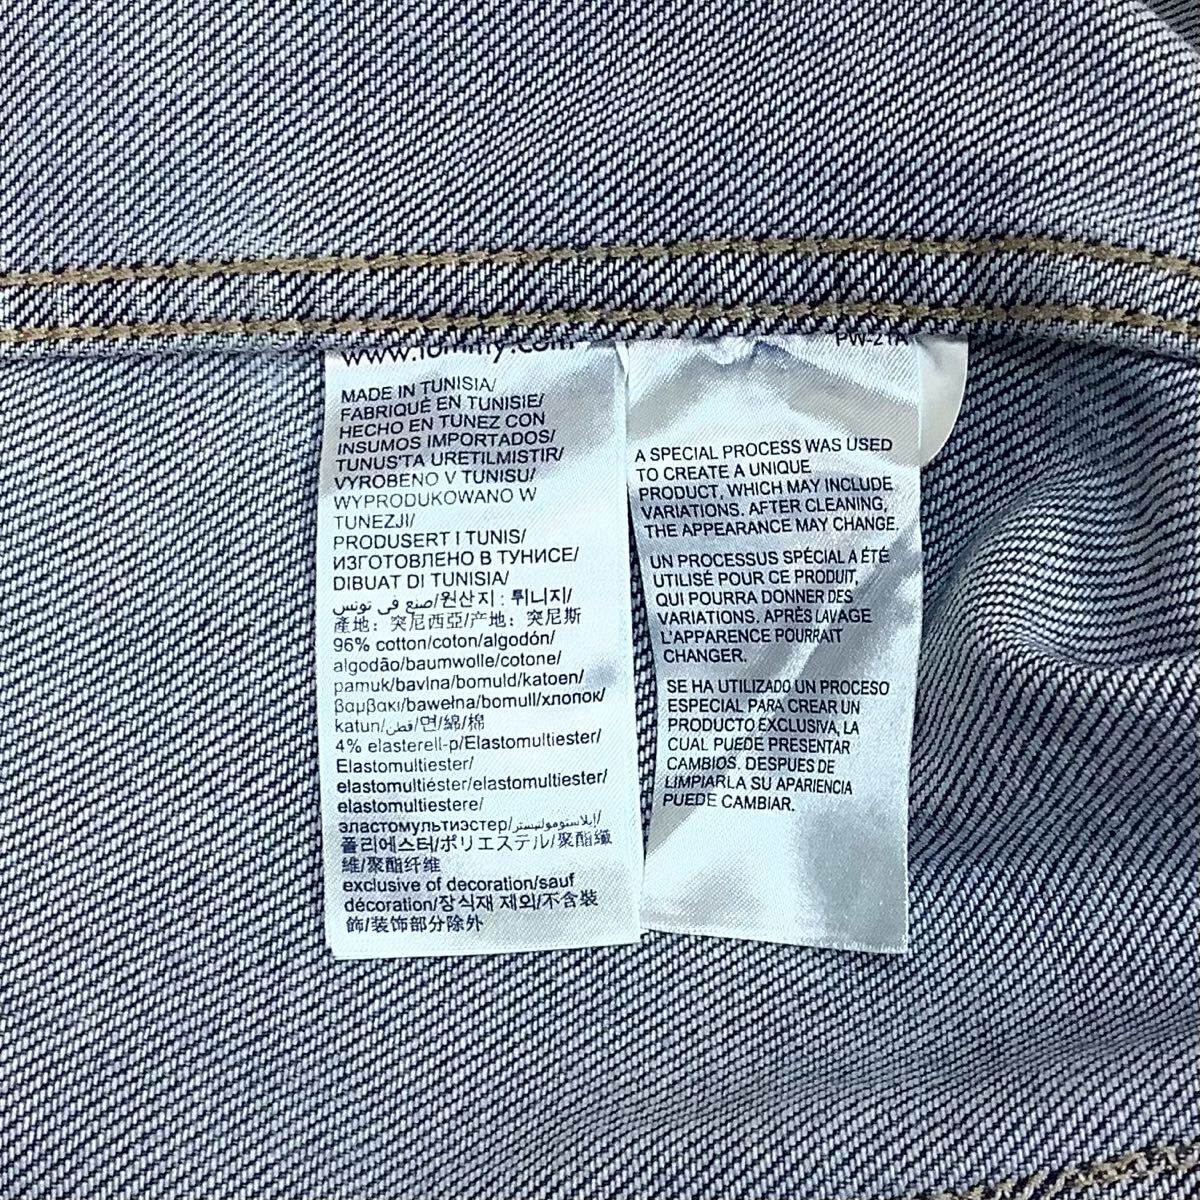 www.tommy.com
MADE IN TUNISIA/
FABRIQUÉ EN TUNISIE/
HECHO EN TUNEZ CON
INSUMOS IMPORTADOS/
TUNUS'TA URETILMISTIR/
VYROBENO V TUNISU/
WYPRODUKOWANO W
TUNEZJI/
PRODUSERT I TUNIS/
ИЗГОТОВЛЕНО В ТУНИСЕ/
DIBUAT DI TUNISIA/
صنع في تونس/원산지 : 튀니지/
產地：突尼西亞/产地：突尼斯
96% cotton/coton/algodón/
algodão/baumwolle/cotone/
pamuk/bavlna/bomuld/katoen/
βαμβακι/bawełna/bomull/хлопок/
katun/قطن/면/綿/棉
4% elasterell-p/Elastomultiester/
Elastomultiester/
elastomultiéster/elastomultiester/
elastomultiestere/
эластомультиэстер/إيلاستومولتيستر/
폴리에스터/ポリエステル/聚酯纖
維/聚酯纤维
exclusive of decoration/sauf
décoration/장식재 제외/不含裝
飾/装饰部分除外
PW-21A
A SPECIAL PROCESS WAS USED
TO CREATE A UNIQUE
PRODUCT, WHICH MAY INCLUDE
VARIATIONS. AFTER CLEANING,
THE APPEARANCE MAY CHANGE.
UN PROCESSUS SPÉCIAL A ÉTÉ
UTILISÉ POUR CE PRODUIT,
QUI POURRA DONNER DES
VARIATIONS. APRÈS LAVAGE
L'APPARENCE POURRAIT
CHANGER.
SE HA UTILIZADO UN PROCESO
ESPECIAL PARA CREAR UN
PRODUCTO EXCLUSIVA, LA
CUAL PUEDE PRESENTAR
CAMBIOS. DESPUES DE
LIMPIARLA SU APARIENCIA
PUEDE CAMBIAR.